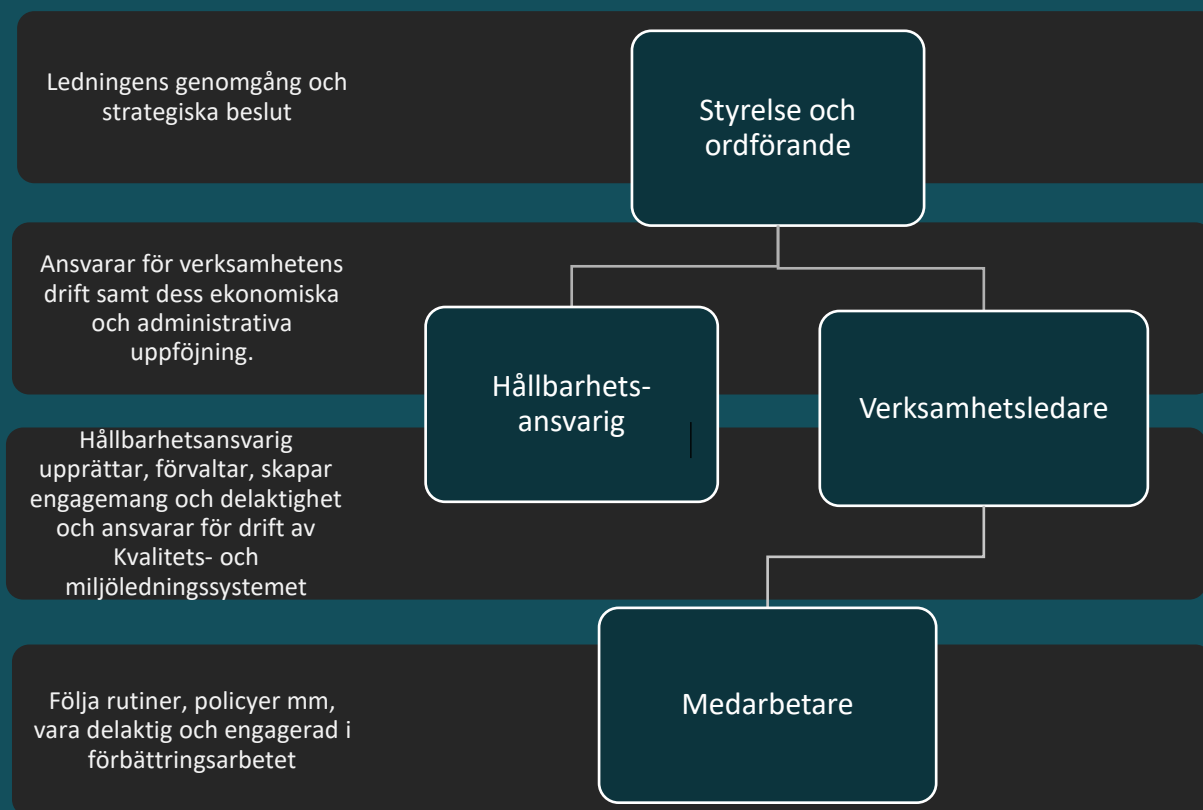 Ledningens genomgång och
strategiska beslut
Styrelse och
ordförande
Ansvarar för verksamhetens
drift samt dess ekonomiska
och administrativa
uppföjning.
Hållbarhets-
ansvarig
Verksamhetsledare
Hållbarhetsansvarig
upprättar, förvaltar, skapar
engagemang och delaktighet
och ansvarar för drift av
Kvalitets- och
miljöledningssystemet
Följa rutiner, policyer mm,
vara delaktig och engagerad i
förbättringsarbetet
Medarbetare